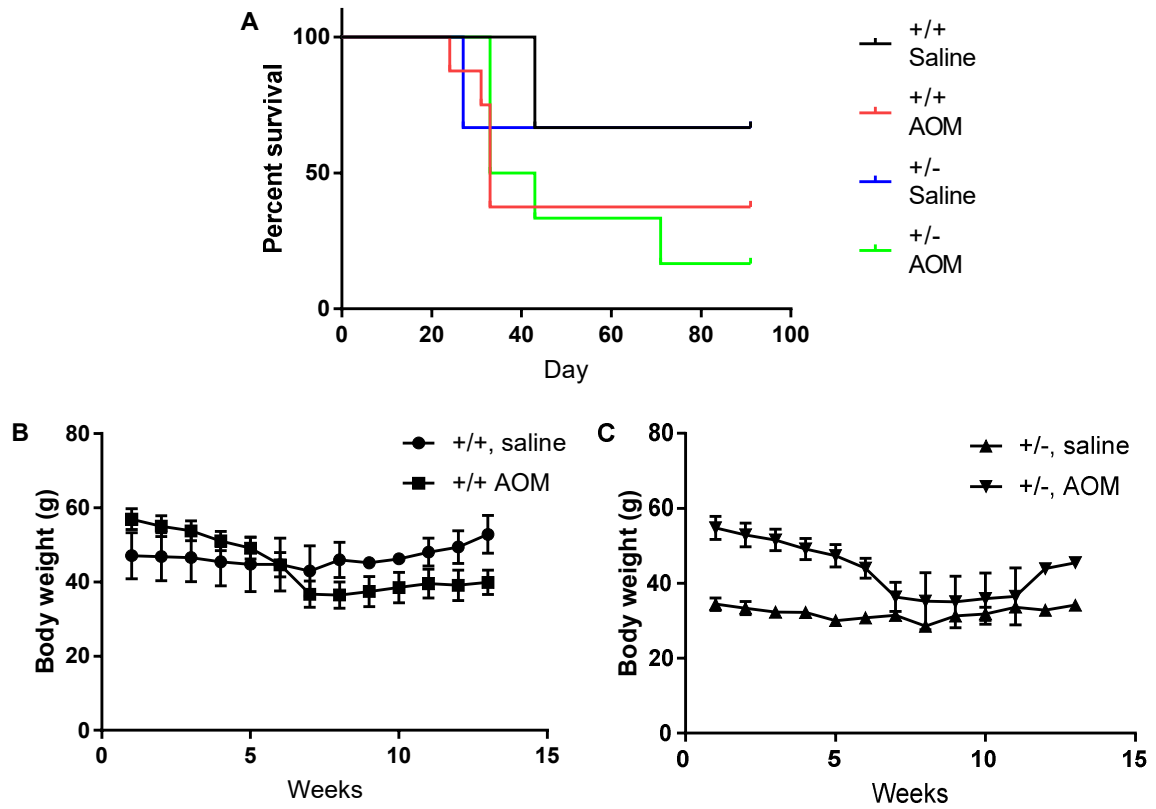 A
Percent survival
100
50
0
0 20 40 60 80 100
Day
+/+
Saline
+/+
AOM
+/-
Saline
+/-
AOM
B
Body weight (g)
80
60
40
20
0
0 5 10 15
Weeks
+/+, saline
+/+ AOM
C
Body weight (g)
80
60
40
20
0
0 5 10 15
Weeks
+/-, saline
+/-, AOM